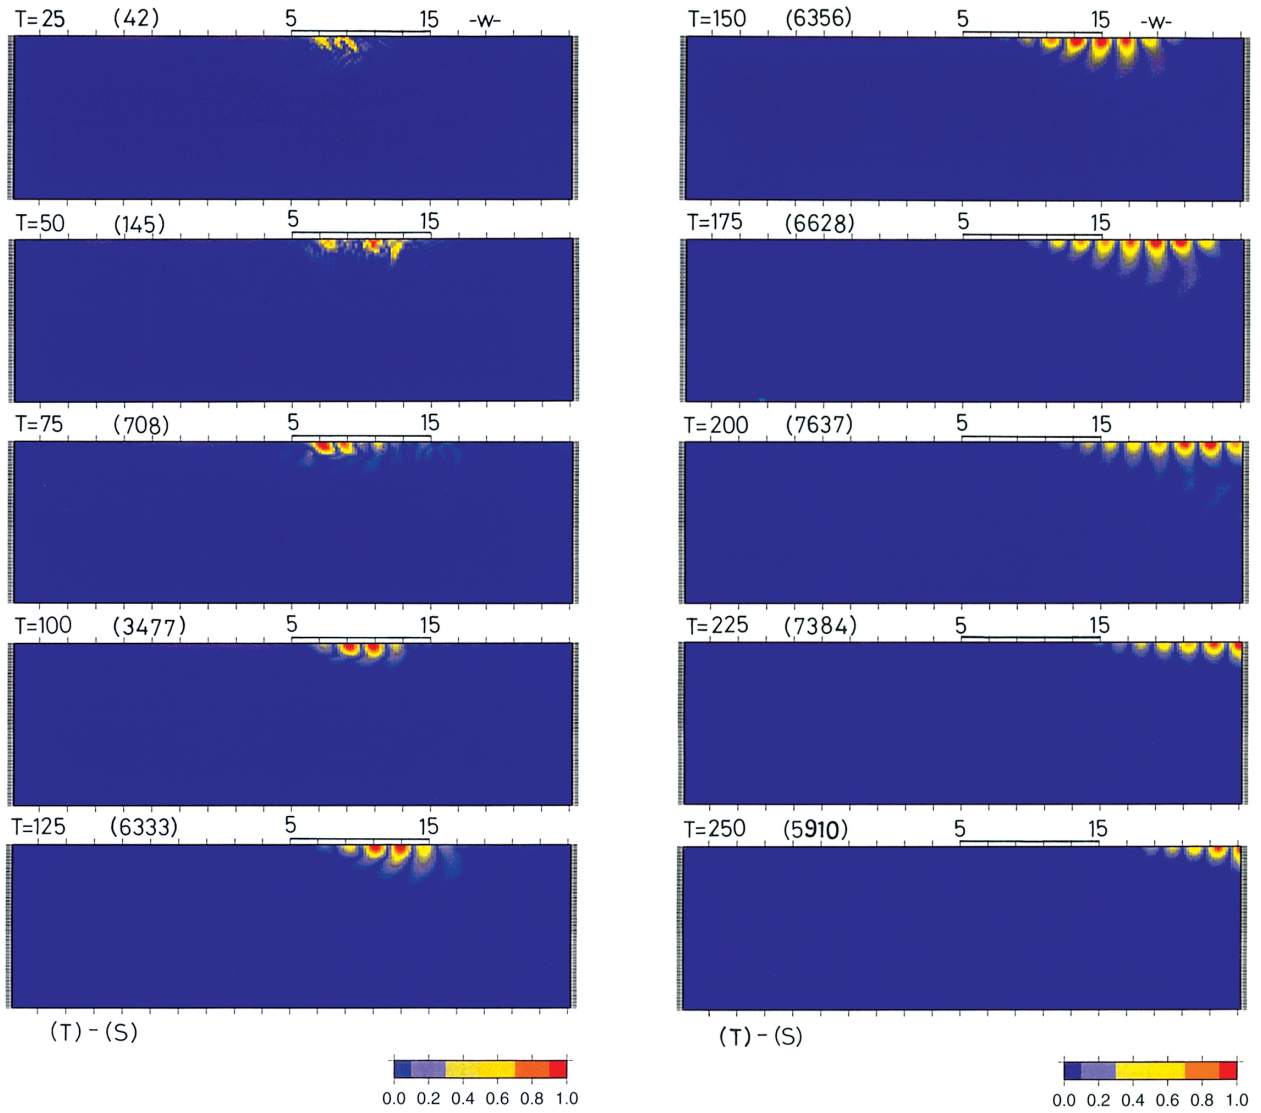 T=25 (42) 5 15 -w-
T=50 (145) 5 15
T=75 (708) 5 15
T=100 (3477) 5 15
T=125 (6333) 5 15
(T) - (S)
0.0 0.2 0.4 0.6 0.8 1.0
T=150 (6356) 5 15 -w-
T=175 (6628) 5 15
T=200 (7637) 5 15
T=225 (7384) 5 15
T=250 (5910) 5 15
(T) - (S)
0.0 0.2 0.4 0.6 0.8 1.0